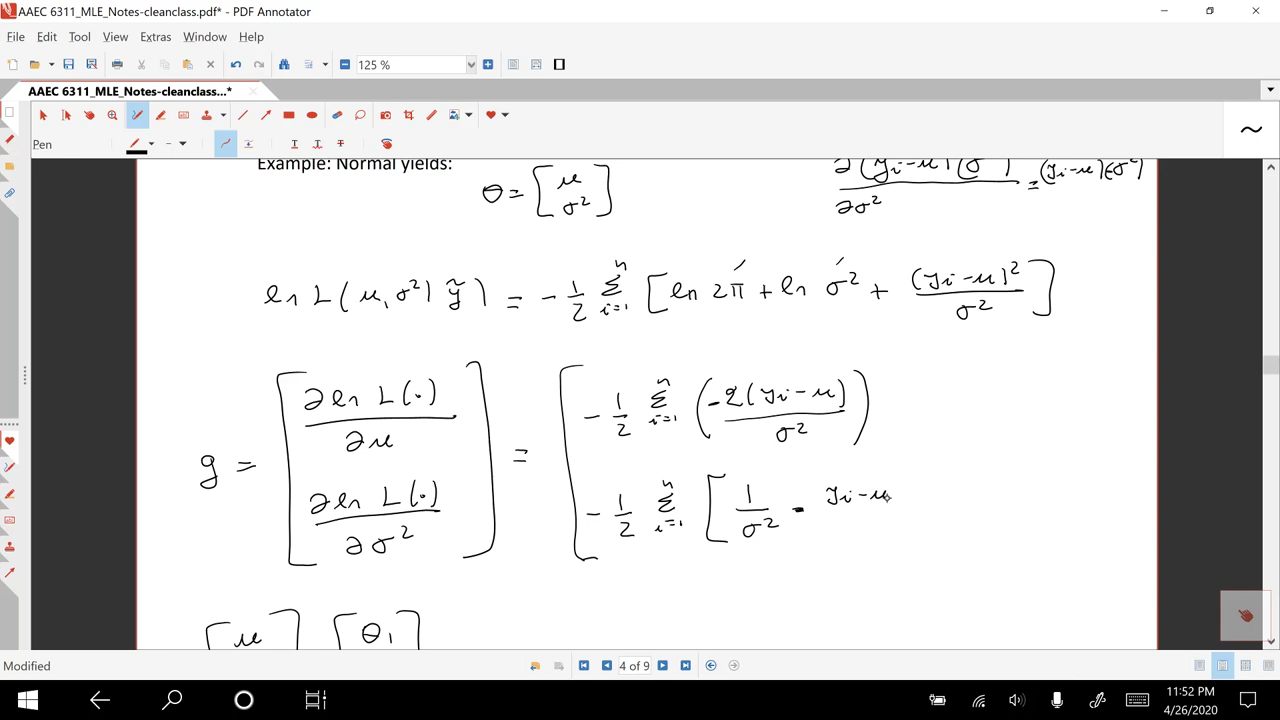 AAEC 6311_MLE_Notes-cleanclass.pdf* - PDF Annotator
File Edit Tool View Extras Window Help
125 %
AAEC 6311_MLE_Notes-cleanclass...*
Pen
Example: Normal yields:
θ = [ μ
σ² ]
∂ (yi-μ)(σ²)
∂σ²
= (yi-μ)(σ²)
ln L(μ, σ² | ỹ) = - 1/2 Σ i=1 n [ ln 2π + ln σ² + (yi-μ)² / σ² ]
g = [ ∂ ln L(·) / ∂μ
∂ ln L(·) / ∂σ² ]
= [ - 1/2 Σ i=1 n ( -2(yi-μ) / σ² )
- 1/2 Σ i=1 n [ 1/σ² - yi-μ
[ μ ] [ θ1
4 of 9
Modified
11:52 PM
4/26/2020